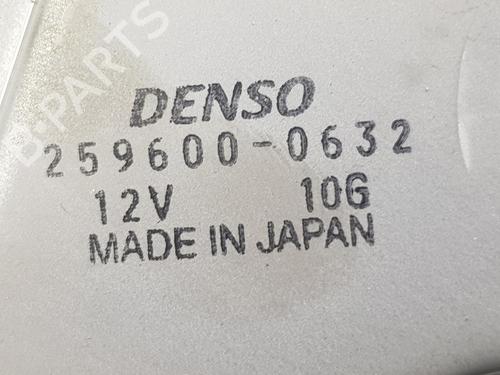 B-PARTS
DENSO
259600-0632
12V 10G
MADE IN JAPAN